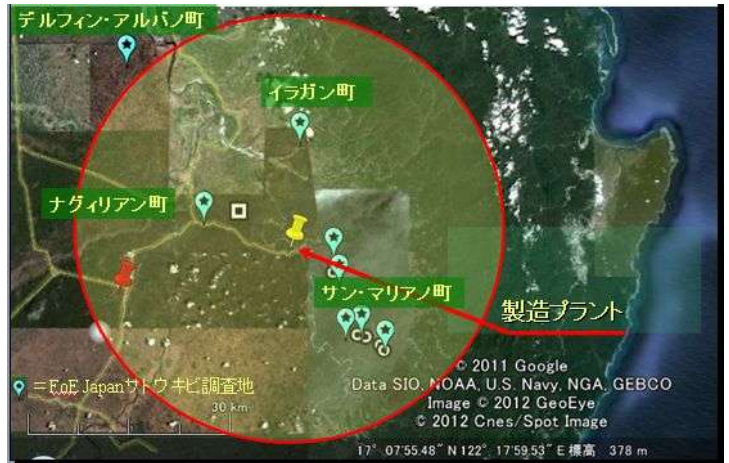 デルフィン・アルバノ町
イラガン町
ナグィリアン町
サン・マリアノ町
製造プラント
=FoE Japanサトウキビ調査地
30 km
© 2011 Google
Data SIO, NOAA, U.S. Navy, NGA, GEBCO
Image © 2012 GeoEye
© 2012 Cnes/Spot Image
17° 07'55.48" N 122° 17'59.53" E 標高 378 m